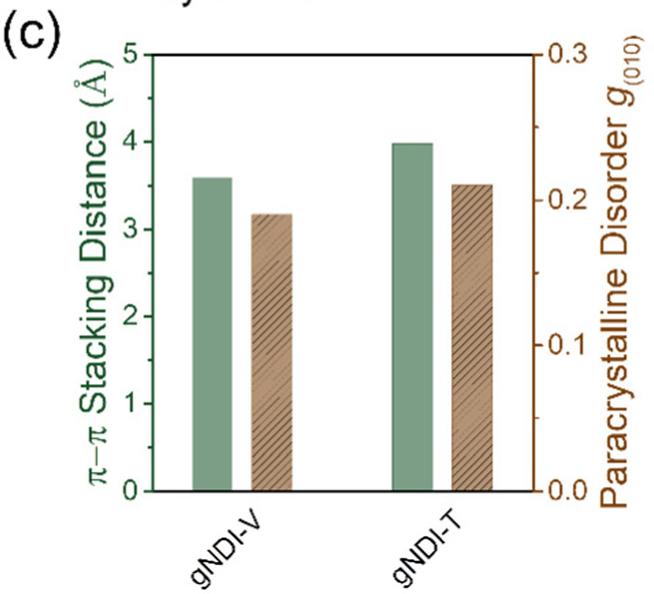 (c)
π–π Stacking Distance (Å)
5
4
3
2
1
0
0.3
0.2
0.1
0.0
Paracrystalline Disorder g(010)
gNDI-V
gNDI-T